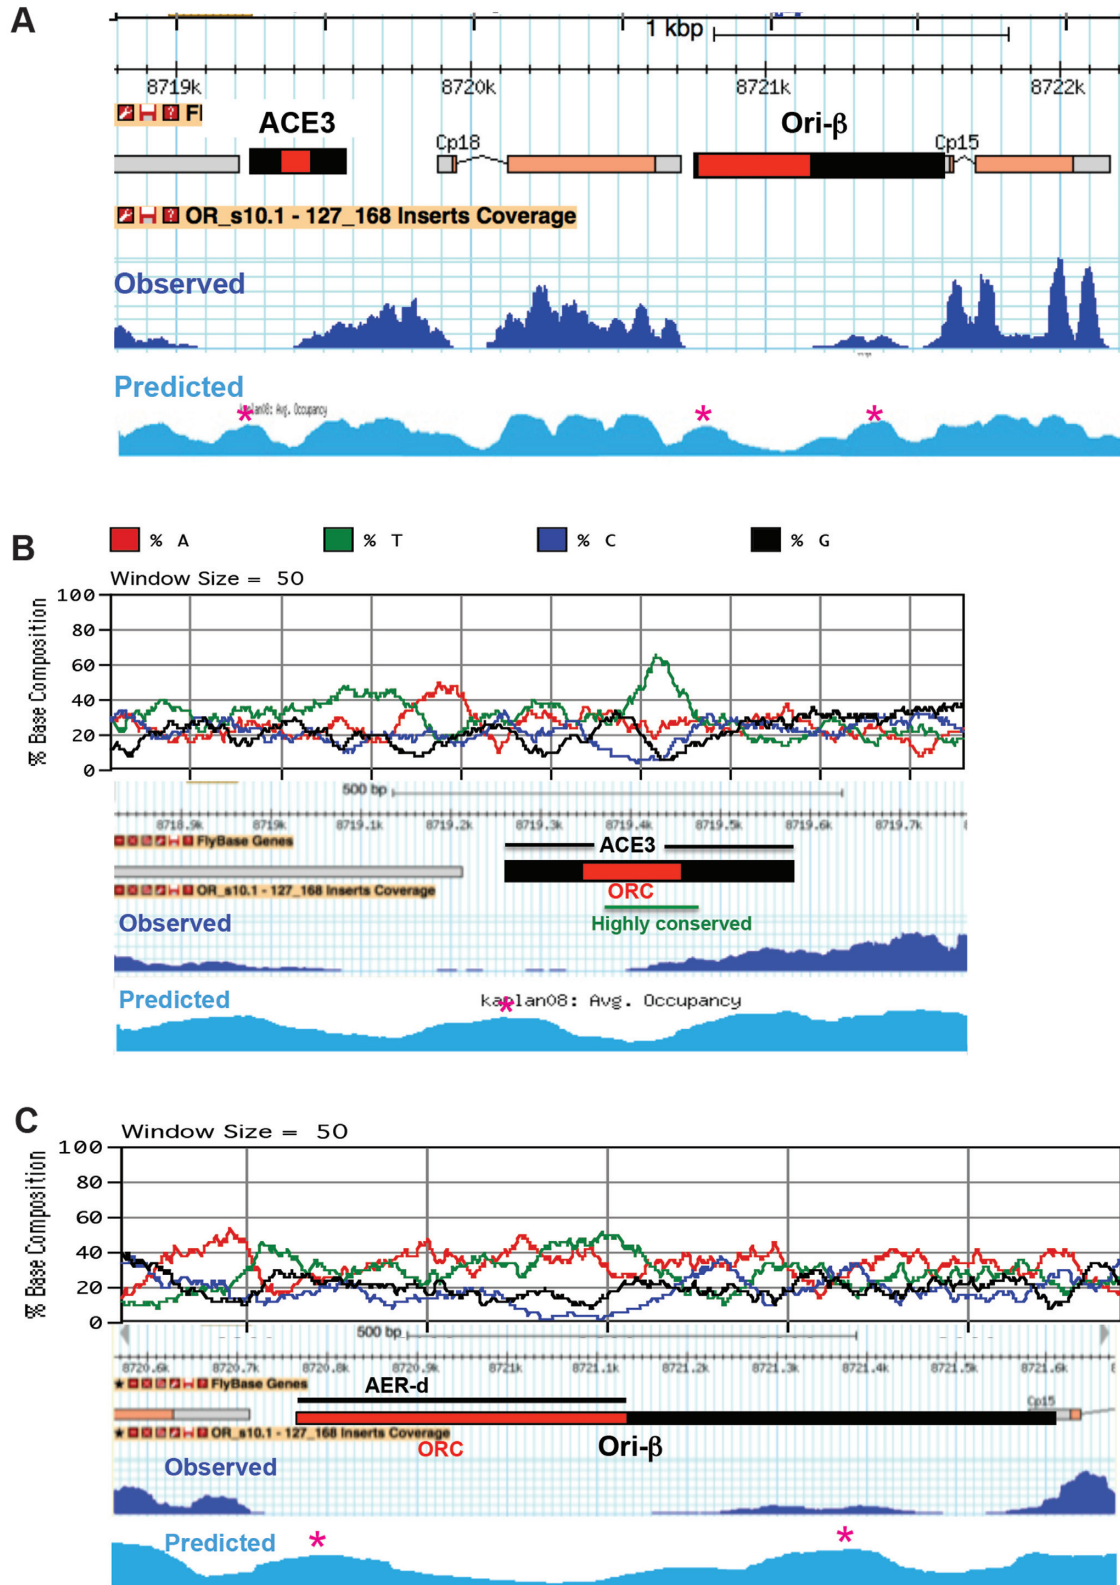 A
1 kbp
8719k 8720k 8721k 8722k
Fl
ACE3
Ori-β
Cp18
Cp15
OR_s10.1 - 127_168 Inserts Coverage
Observed
Predicted
kaplan08: Avg. Occupancy
* * *
B
% A % T % C % G
Window Size = 50
% Base Composition
100
80
60
40
20
0
500 bp
8718.9k 8719k 8719.1k 8719.2k 8719.3k 8719.4k 8719.5k 8719.6k 8719.7k
FlyBase Genes
ACE3
OR_s10.1 - 127_168 Inserts Coverage
ORC
Highly conserved
Observed
Predicted
kaplan08: Avg. Occupancy
*
C
Window Size = 50
% Base Composition
100
80
60
40
20
0
500 bp
8720.6k 8720.7k 8720.8k 8720.9k 8721k 8721.1k 8721.2k 8721.3k 8721.4k 8721.5k 8721.6k
FlyBase Genes
AER-d
Cp15
OR_s10.1 - 127_168 Inserts Coverage
ORC
Ori-β
Observed
Predicted
* *